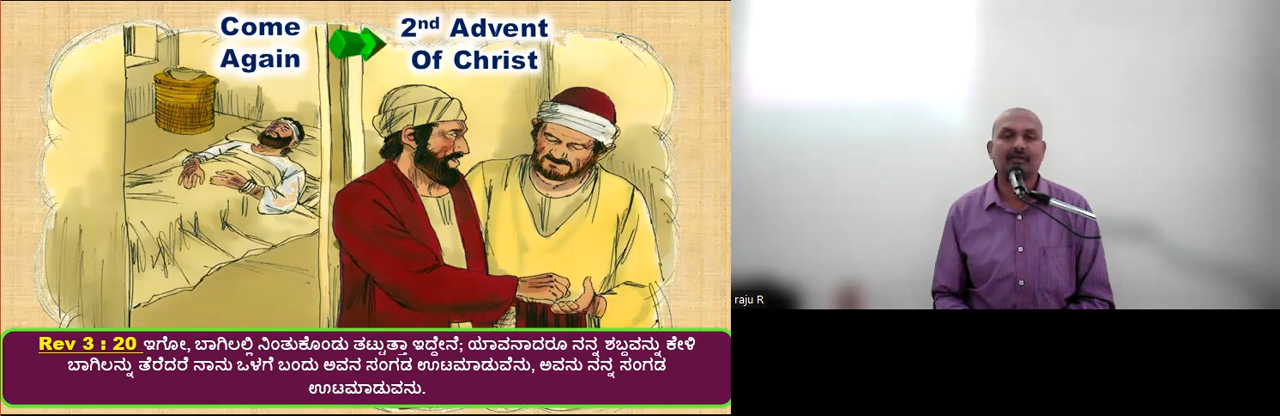 Come
Again
2nd Advent
Of Christ
Rev 3 : 20 ಇಗೋ, ಬಾಗಿಲಲ್ಲಿ ನಿಂತುಕೊಂಡು ತಟ್ಟುತ್ತಾ ಇದ್ದೇನೆ; ಯಾವನಾದರೂ ನನ್ನ ಶಬ್ದವನ್ನು ಕೇಳಿ
ಬಾಗಿಲನ್ನು ತೆರೆದರೆ ನಾನು ಒಳಗೆ ಬಂದು ಅವನ ಸಂಗಡ ಊಟಮಾಡುವೆನು, ಅವನು ನನ್ನ ಸಂಗಡ
ಊಟಮಾಡುವನು.
raju R